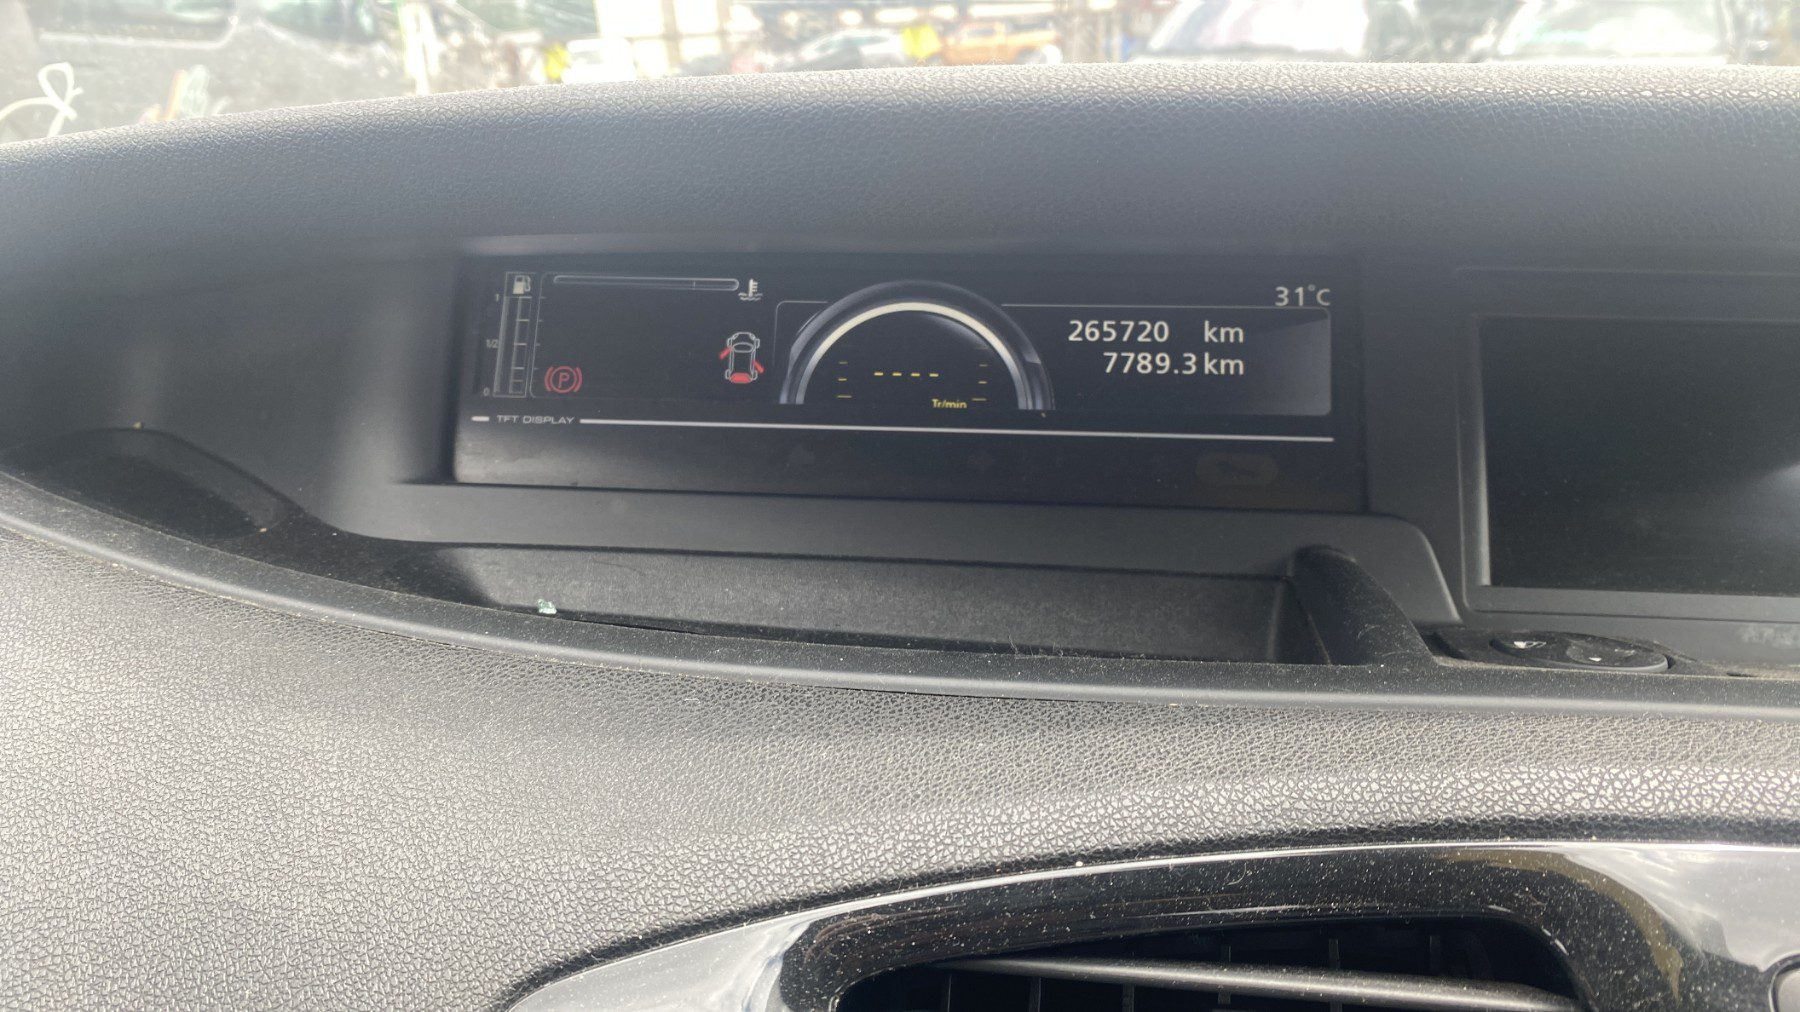 31°C
1
1/2
0
265720 km
7789.3 km
P
----
Tr/min
TFT DISPLAY